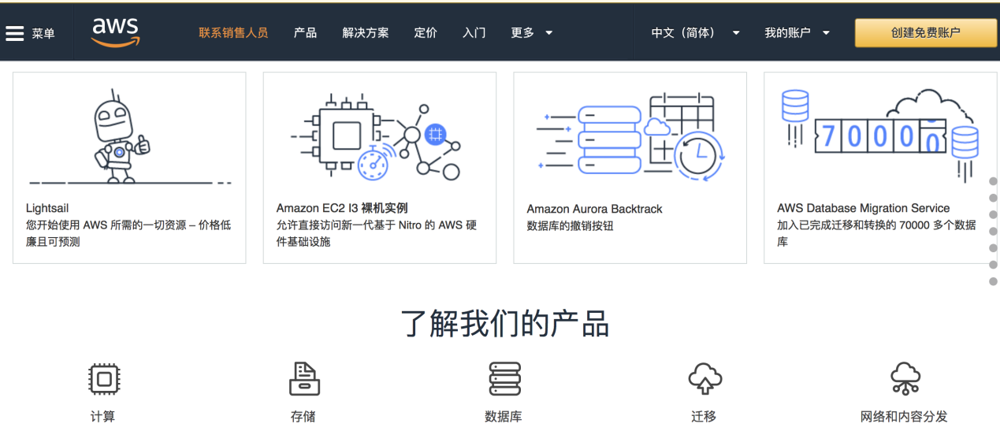 菜单
aws
联系销售人员
产品
解决方案
定价
入门
更多
中文（简体）
我的账户
创建免费账户
70000
Lightsail
您开始使用 AWS 所需的一切资源 – 价格低
廉且可预测
Amazon EC2 I3 裸机实例
允许直接访问新一代基于 Nitro 的 AWS 硬
件基础设施
Amazon Aurora Backtrack
数据库的撤销按钮
AWS Database Migration Service
加入已完成迁移和转换的 70000 多个数据
库
了解我们的产品
计算
存储
数据库
迁移
网络和内容分发